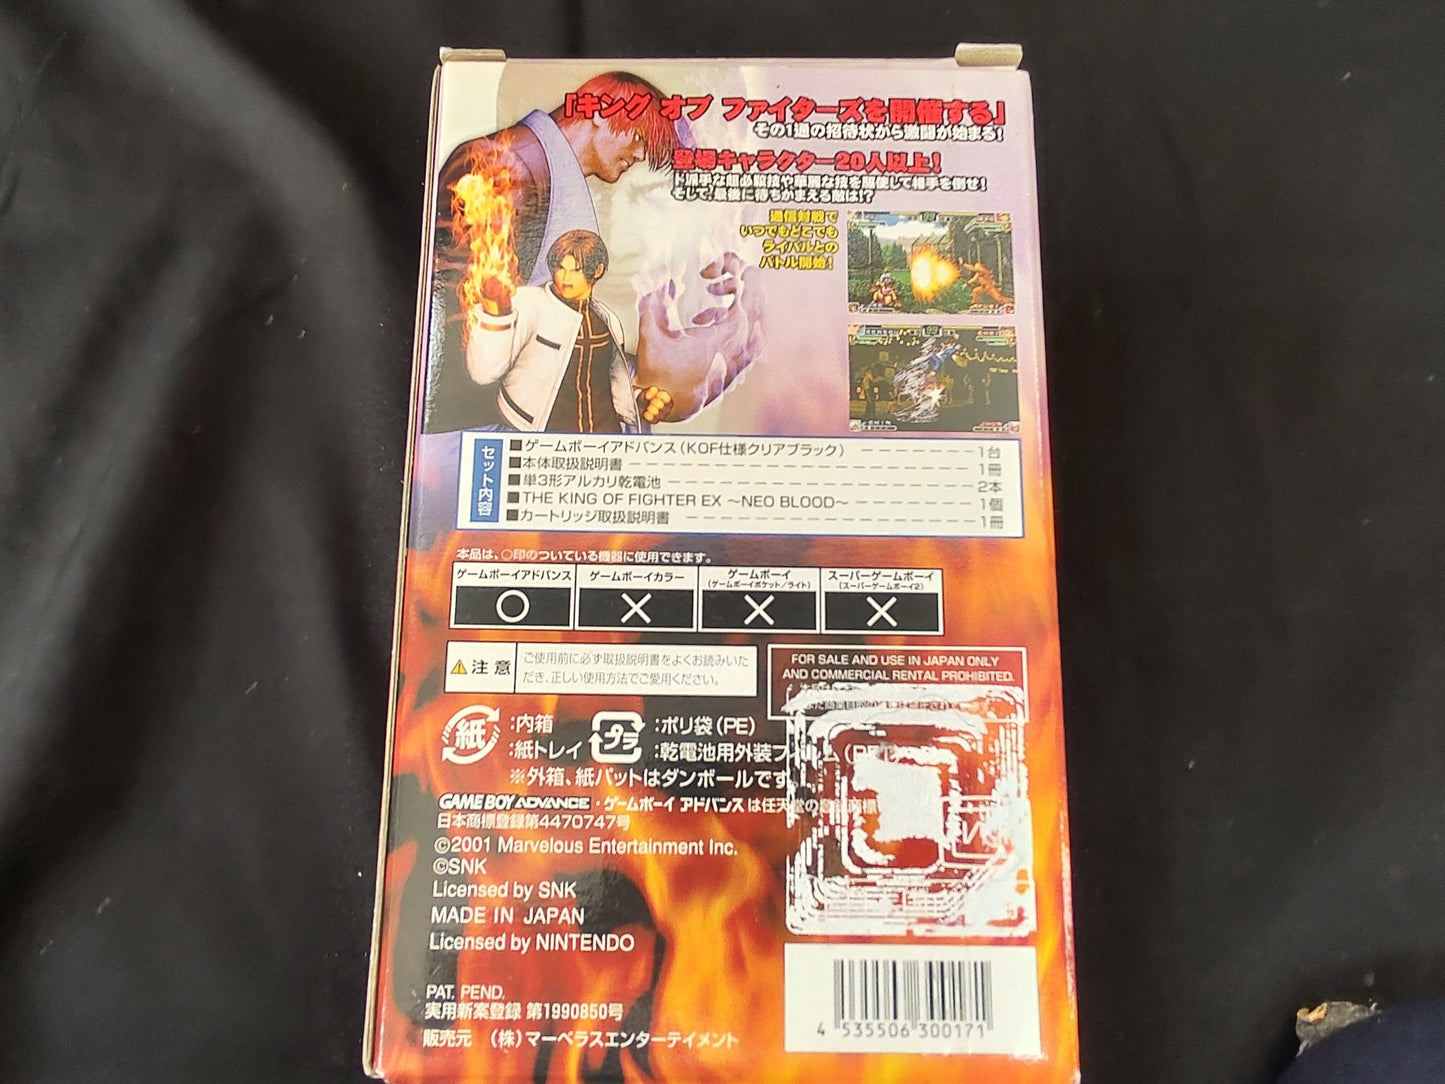 「キング オブ ファイターズを開催する」
その1通の招待状から激闘が始まる!
登場キャラクター20人以上!
ド派手な超必殺技や華麗な技を駆使して相手を倒せ!
そして、最後に待ちかまえる敵は!?
通信対戦で
いつでもどこでも
ライバルとの
バトル開始!
セット内容
■ゲームボーイアドバンス(KOF仕様クリアブラック) 1台
■本体取扱説明書 1冊
■単3形アルカリ乾電池 2本
■THE KING OF FIGHTER EX 〜NEO BLOOD〜 1個
■カートリッジ取扱説明書 1冊
本品は、○印のついている機器に使用できます。
ゲームボーイアドバンス ゲームボーイカラー ゲームボーイ スーパーゲームボーイ
(ゲームボーイポケット/ライト) (スーパーゲームボーイ2)
○ × × ×
注意 ご使用前に必ず取扱説明書をよくお読みいた
だき、正しい使用方法でご愛用ください。
FOR SALE AND USE IN JAPAN ONLY
AND COMMERCIAL RENTAL PROHIBITED.
紙 :内箱 プラ :ポリ袋(PE)
:紙トレイ :乾電池用外装フィルム
※外箱、紙パットはダンボールです。
GAME BOY ADVANCE・ゲームボーイ アドバンスは任天堂の登録商標
日本商標登録第4470747号
©2001 Marvelous Entertainment Inc.
©SNK
Licensed by SNK
MADE IN JAPAN
Licensed by NINTENDO
PAT. PEND.
実用新案登録 第1990850号
販売元 (株)マーベラスエンターテイメント
4 535506 300171